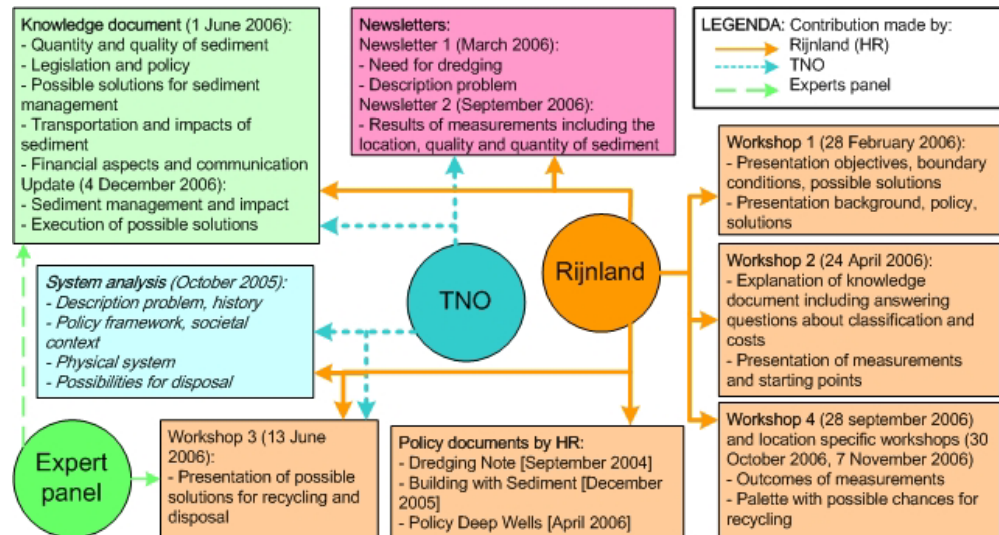 Knowledge document (1 June 2006):
- Quantity and quality of sediment
- Legislation and policy
- Possible solutions for sediment
management
- Transportation and impacts of
sediment
- Financial aspects and communication
Update (4 December 2006):
- Sediment management and impact
- Execution of possible solutions
Newsletters:
Newsletter 1 (March 2006):
- Need for dredging
- Description problem
Newsletter 2 (September 2006):
- Results of measurements including the
location, quality and quantity of sediment
LEGENDA: Contribution made by:
Rijnland (HR)
TNO
Experts panel
Workshop 1 (28 February 2006):
- Presentation objectives, boundary
conditions, possible solutions
- Presentation background, policy,
solutions
System analysis (October 2005):
- Description problem, history
- Policy framework, societal
context
- Physical system
- Possibilities for disposal
TNO
Rijnland
Workshop 2 (24 April 2006):
- Explanation of knowledge
document including answering
questions about classification and
costs
- Presentation of measurements
and starting points
Expert
panel
Workshop 3 (13 June
2006):
- Presentation of possible
solutions for recycling and
disposal
Policy documents by HR:
- Dredging Note [September 2004]
- Building with Sediment [December
2005]
- Policy Deep Wells [April 2006]
Workshop 4 (28 september 2006)
and location specific workshops (30
October 2006, 7 November 2006)
- Outcomes of measurements
- Palette with possible chances for
recycling